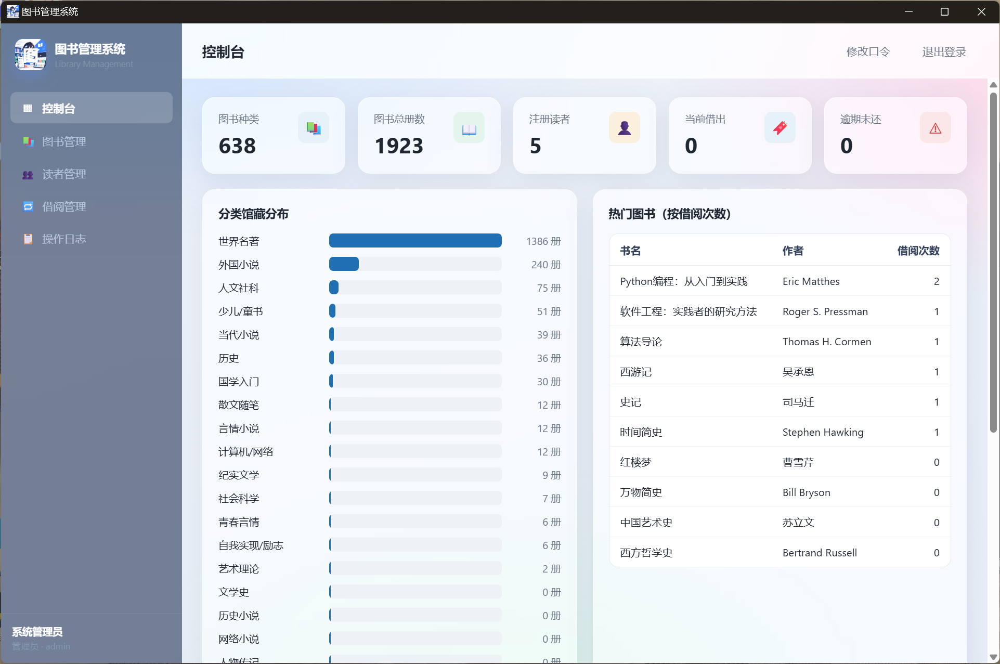 图书管理系统
图书管理系统
Library Management
控制台
图书管理
读者管理
借阅管理
操作日志
系统管理员
管理员 · admin
控制台
修改口令
退出登录
图书种类
638
图书总册数
1923
注册读者
5
当前借出
0
逾期未还
0
分类馆藏分布
世界名著 1386 册
外国小说 240 册
人文社科 75 册
少儿/童书 51 册
当代小说 39 册
历史 36 册
国学入门 30 册
散文随笔 12 册
言情小说 12 册
计算机/网络 12 册
纪实文学 9 册
社会科学 7 册
青春言情 6 册
自我实现/励志 6 册
艺术理论 2 册
文学史 0 册
历史小说 0 册
网络小说 0 册
人物传记 0 册
热门图书（按借阅次数）
书名 作者 借阅次数
Python编程：从入门到实践 Eric Matthes 2
软件工程：实践者的研究方法 Roger S. Pressman 1
算法导论 Thomas H. Cormen 1
西游记 吴承恩 1
史记 司马迁 1
时间简史 Stephen Hawking 1
红楼梦 曹雪芹 0
万物简史 Bill Bryson 0
中国艺术史 苏立文 0
西方哲学史 Bertrand Russell 0